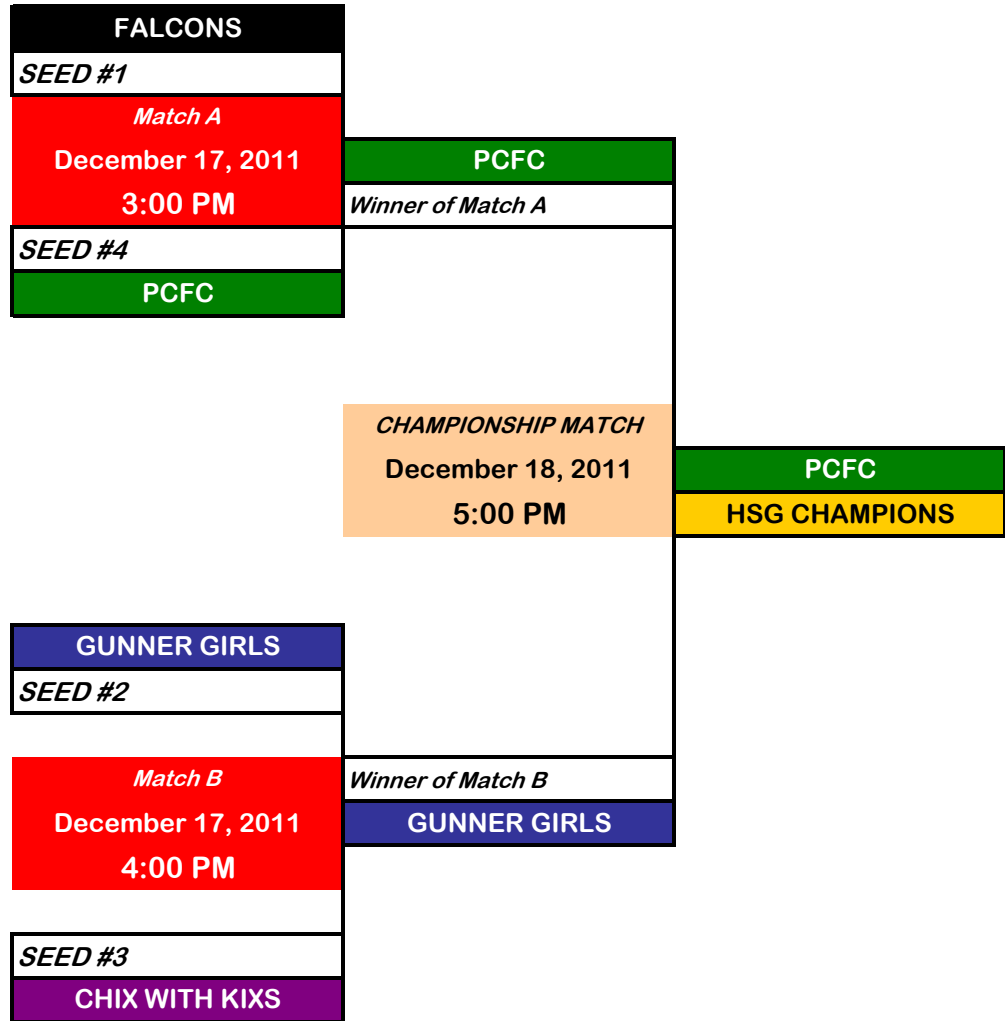 FALCONS
SEED #1
Match A
December 17, 2011
3:00 PM
SEED #4
PCFC
PCFC
Winner of Match A
CHAMPIONSHIP MATCH
December 18, 2011
5:00 PM
PCFC
HSG CHAMPIONS
GUNNER GIRLS
SEED #2
Match B
December 17, 2011
4:00 PM
SEED #3
CHIX WITH KIXS
Winner of Match B
GUNNER GIRLS